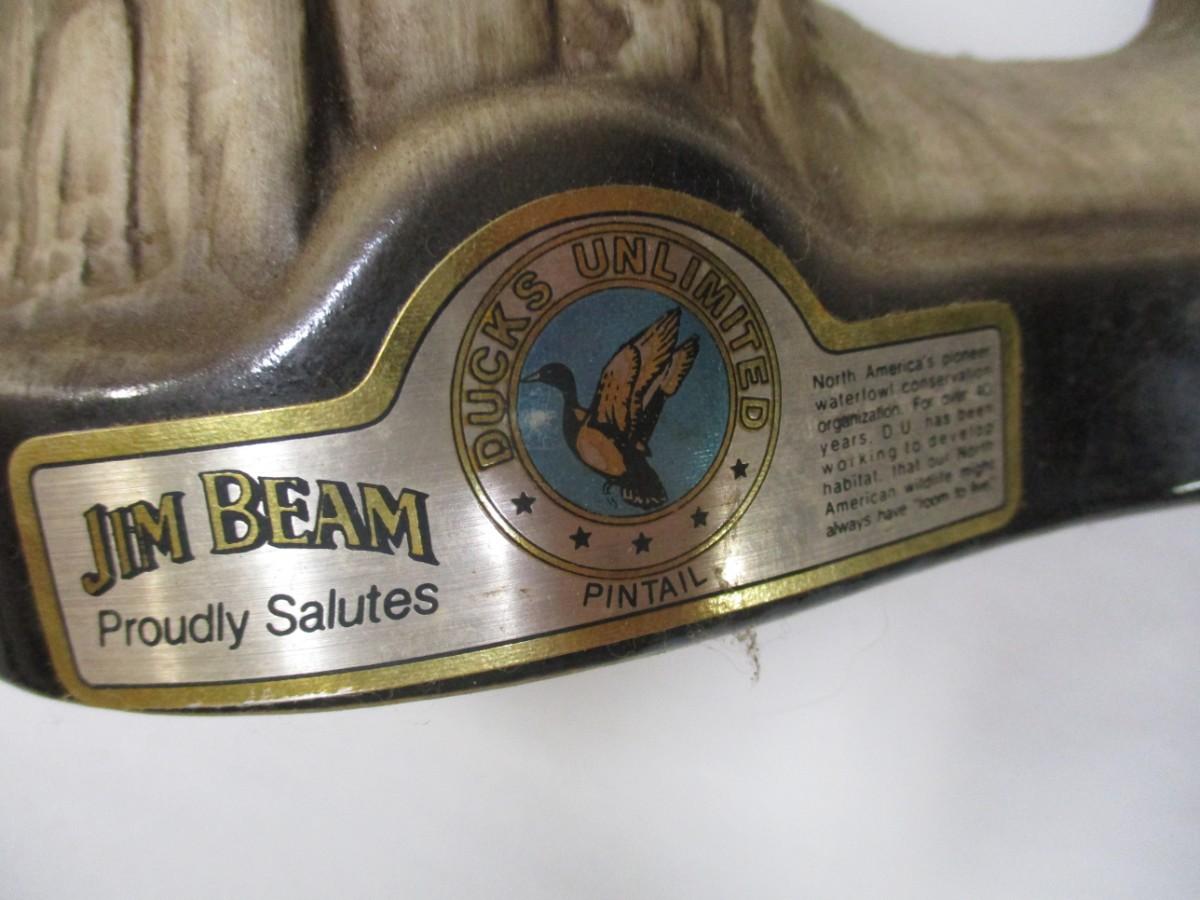 JIM BEAM
Proudly Salutes
DUCKS UNLIMITED
PINTAIL
North America's pioneer
waterfowl conservation
organization. For over 40
years, D.U. has been
working to develop
habitat, that our North
American wildlife might
always have "room to live".